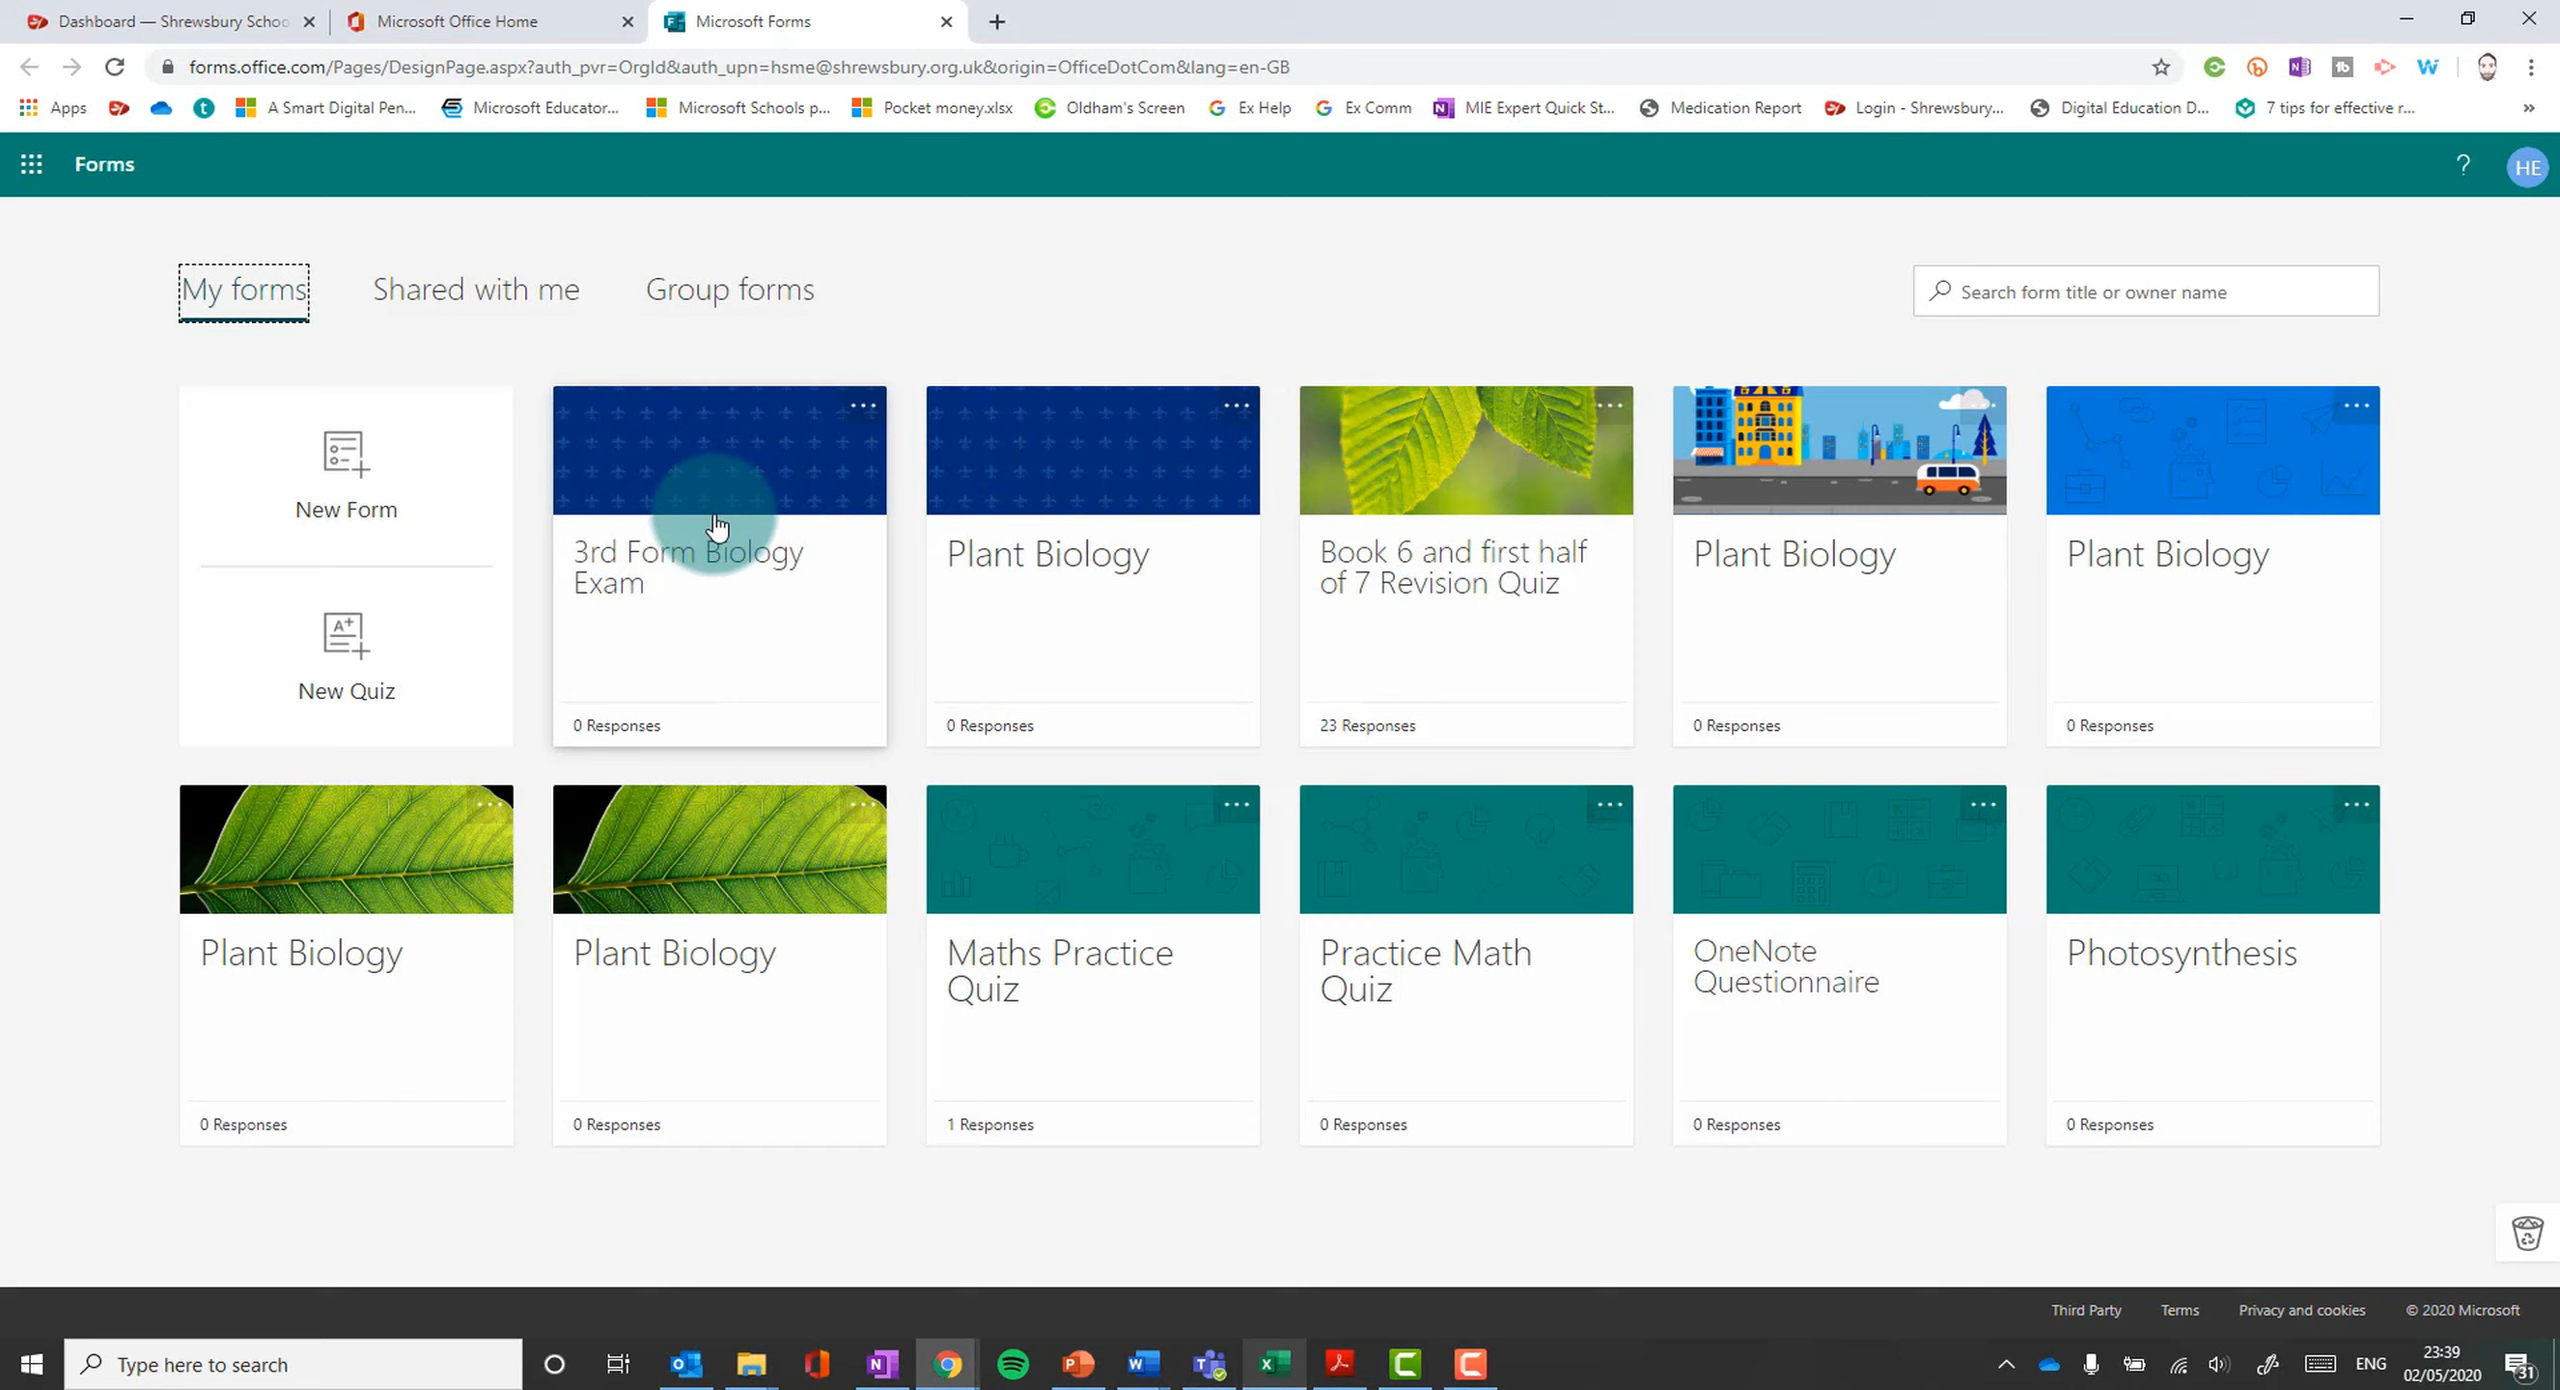 Dashboard — Shrewsbury Schoo
Microsoft Office Home
Microsoft Forms
forms.office.com/Pages/DesignPage.aspx?auth_pvr=OrgId&auth_upn=hsme@shrewsbury.org.uk&origin=OfficeDotCom&lang=en-GB
Apps
A Smart Digital Pen...
Microsoft Educator...
Microsoft Schools p...
Pocket money.xlsx
Oldham's Screen
Ex Help
Ex Comm
MIE Expert Quick St...
Medication Report
Login - Shrewsbury...
Digital Education D...
7 tips for effective r...
»
Forms
?
HE
My forms
Shared with me
Group forms
Search form title or owner name
New Form
New Quiz
3rd Form Biology
Exam
0 Responses
Plant Biology
0 Responses
Book 6 and first half
of 7 Revision Quiz
23 Responses
Plant Biology
0 Responses
Plant Biology
0 Responses
Plant Biology
0 Responses
Plant Biology
0 Responses
Maths Practice
Quiz
1 Responses
Practice Math
Quiz
0 Responses
OneNote
Questionnaire
0 Responses
Photosynthesis
0 Responses
Third Party
Terms
Privacy and cookies
© 2020 Microsoft
Type here to search
ENG
23:39
02/05/2020
31